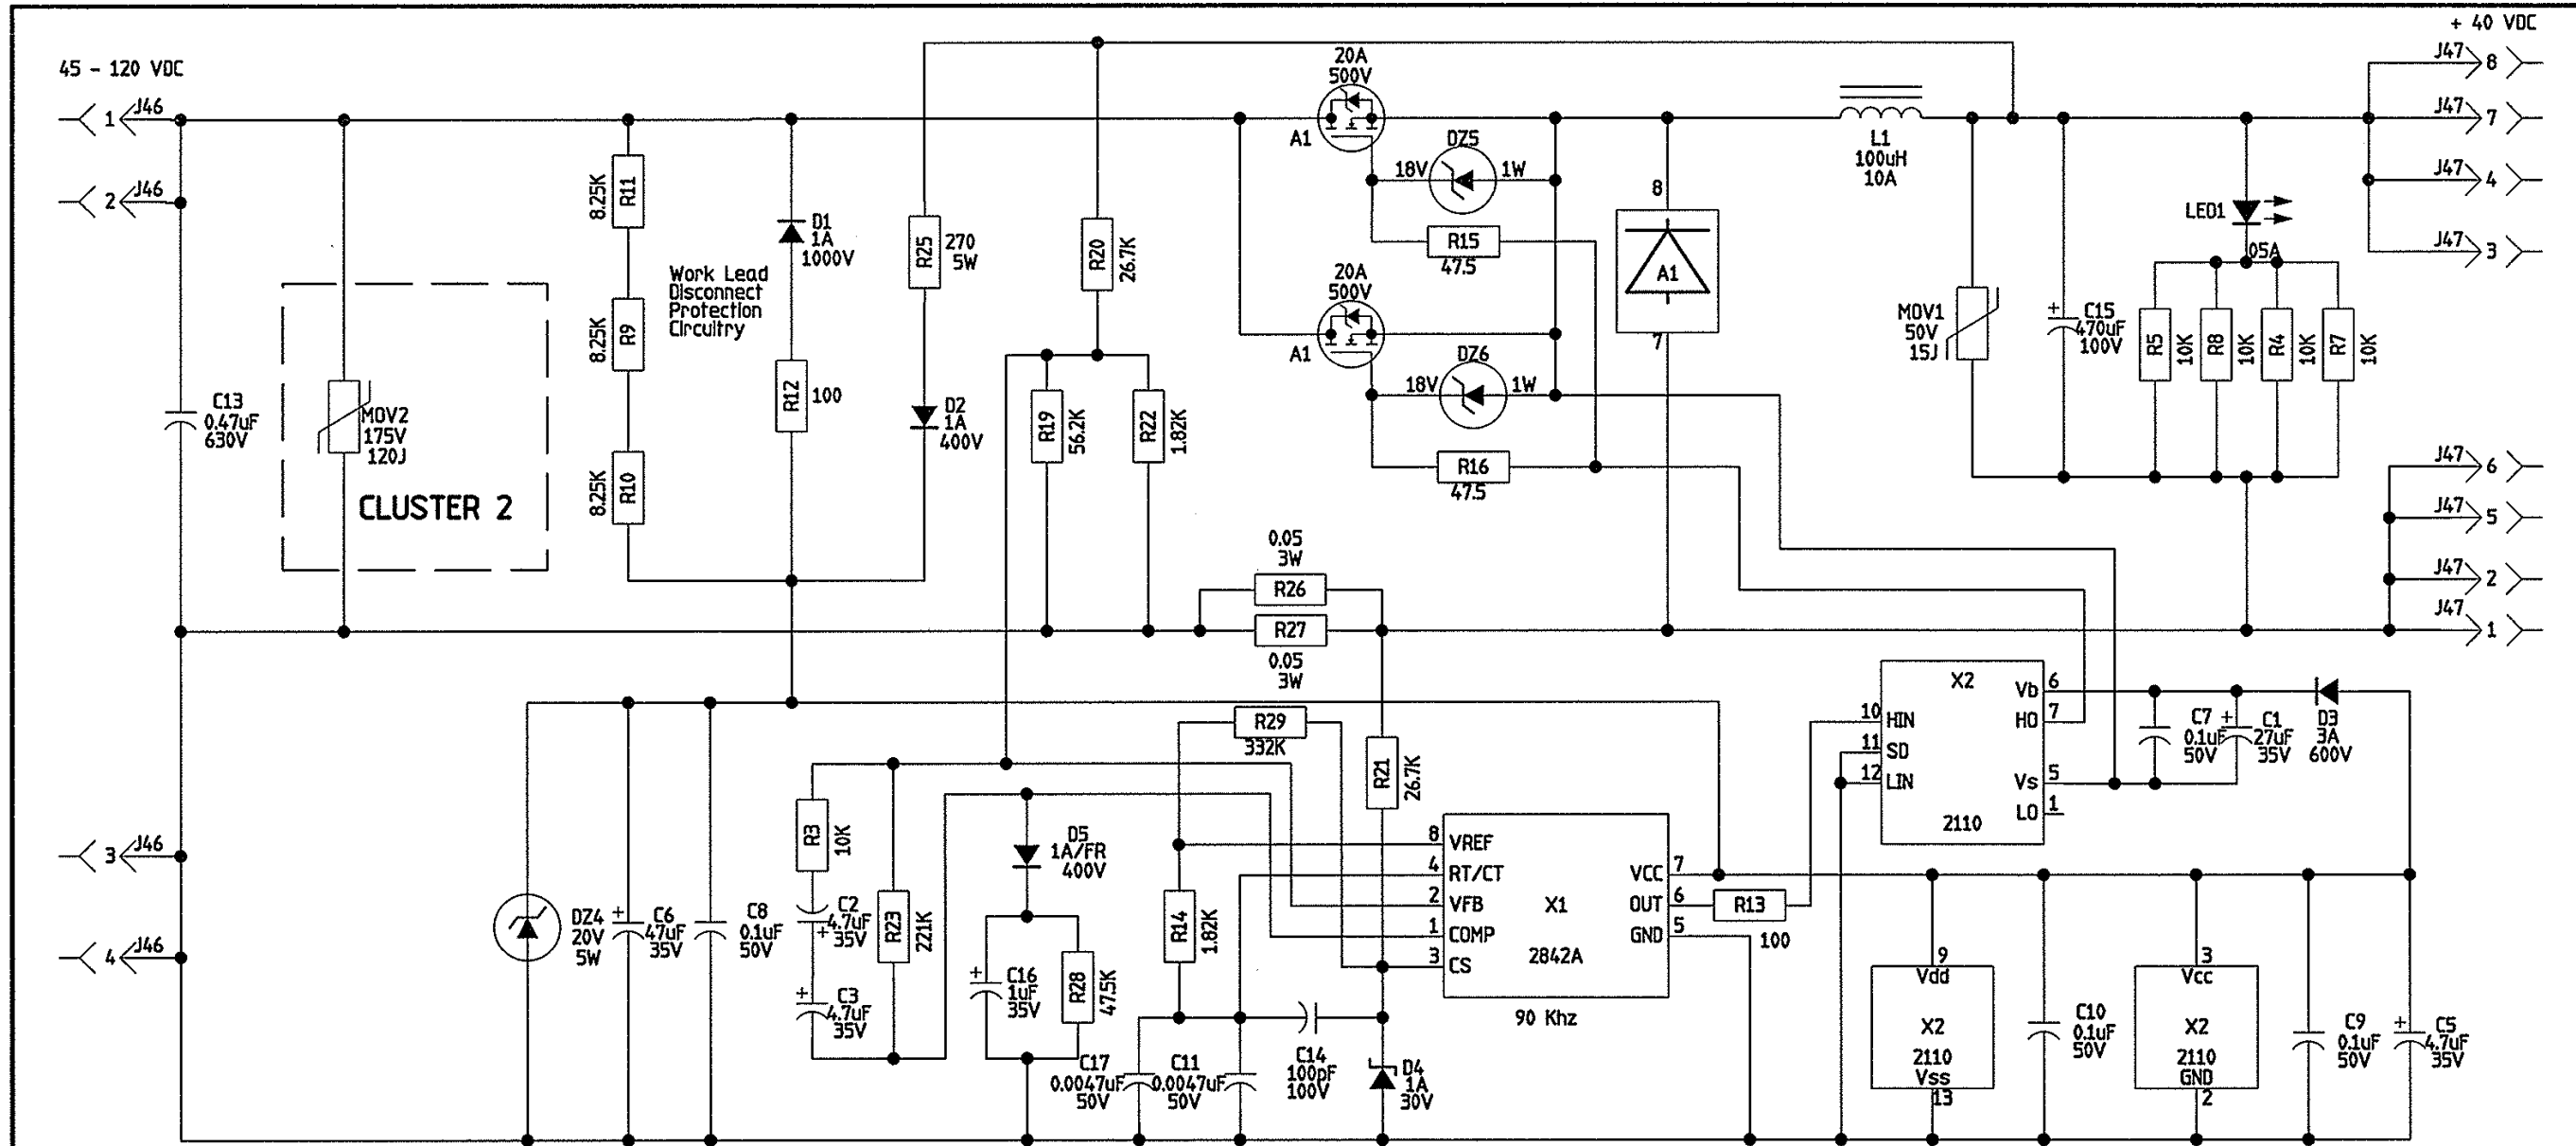 + 40 VDC
45 - 120 VDC
1
J46
2
J46
3
J46
4
J46
C13
0.47uF
630V
MOV2
175V
120J
CLUSTER 2
R11
8.25K
R9
8.25K
R10
8.25K
Work Lead
Disconnect
Protection
Circuitry
D1
1A
1000V
R12
100
R25
270
5W
D2
1A
400V
R20
26.7K
R19
56.2K
R22
1.82K
20A
500V
A1
DZ5
18V
1W
R15
47.5
20A
500V
A1
DZ6
18V
1W
R16
47.5
8
A1
7
L1
100uH
10A
MOV1
50V
15J
C15
+
470uF
100V
LED1
.05A
R5
10K
R8
10K
R4
10K
R7
10K
J47
8
J47
7
J47
4
J47
3
J47
6
J47
5
J47
2
J47
1
0.05
3W
R26
R27
0.05
3W
R29
332K
R21
26.7K
X2
Vb
6
10
HIN
HO
7
11
SD
12
LIN
Vs
5
LO
1
2110
C7
0.1uF
50V
+
C1
27uF
35V
D3
3A
600V
DZ4
20V
5W
+
C6
47uF
35V
C8
0.1uF
50V
R3
10K
C2
4.7uF
+
35V
+
C3
4.7uF
35V
R23
221K
D5
1A/FR
400V
+
C16
1uF
35V
R28
47.5K
R14
1.82K
C17
0.0047uF
50V
C11
0.0047uF
50V
C14
100pF
100V
D4
1A
30V
8
VREF
4
RT/CT
2
VFB
1
COMP
3
CS
VCC
7
OUT
6
GND
5
X1
2842A
90 Khz
R13
100
9
Vdd
X2
2110
Vss
13
C10
0.1uF
50V
3
Vcc
X2
2110
GND
2
C9
0.1uF
50V
+
C5
4.7uF
35V